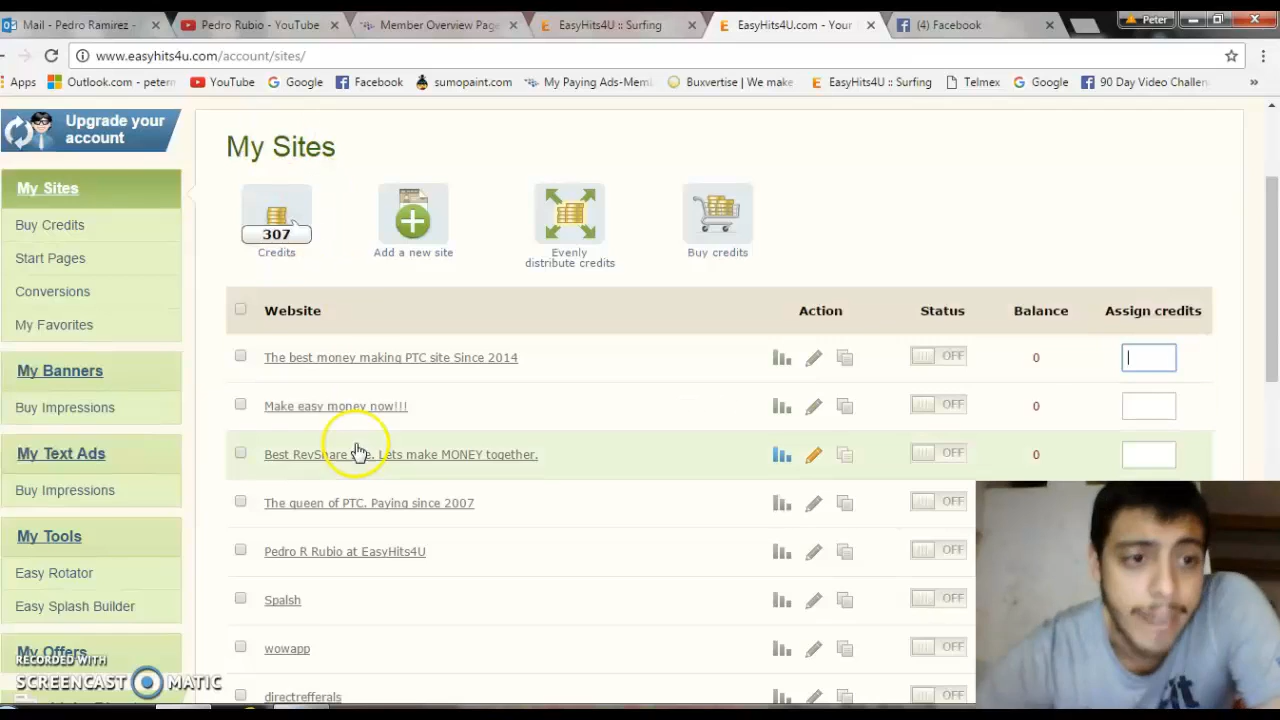 Mail - Pedro Ramirez -
Pedro Rubio - YouTube
Member Overview Page
EasyHits4U :: Surfing
EasyHits4U.com - Your
(4) Facebook
Peter
www.easyhits4u.com/account/sites/
Apps
Outlook.com - petern
YouTube
Google
Facebook
sumopaint.com
My Paying Ads-Mem
Buxvertise | We make
EasyHits4U :: Surfing
Telmex
Google
90 Day Video Challen
»
Upgrade your
account
My Sites
Buy Credits
Start Pages
Conversions
My Favorites
My Banners
Buy Impressions
My Text Ads
Buy Impressions
My Tools
Easy Rotator
Easy Splash Builder
My Offers
My Sites
307
Credits
Add a new site
Evenly
distribute credits
Buy credits
Website Action Status Balance Assign credits
The best money making PTC site Since 2014 OFF 0
Make easy money now!!! OFF 0
Best RevShare Lets make MONEY together. OFF 0
The queen of PTC. Paying since 2007 OFF
Pedro R Rubio at EasyHits4U OFF
Spalsh OFF
wowapp OFF
directrefferals
RECORDED WITH
SCREENCAST MATIC